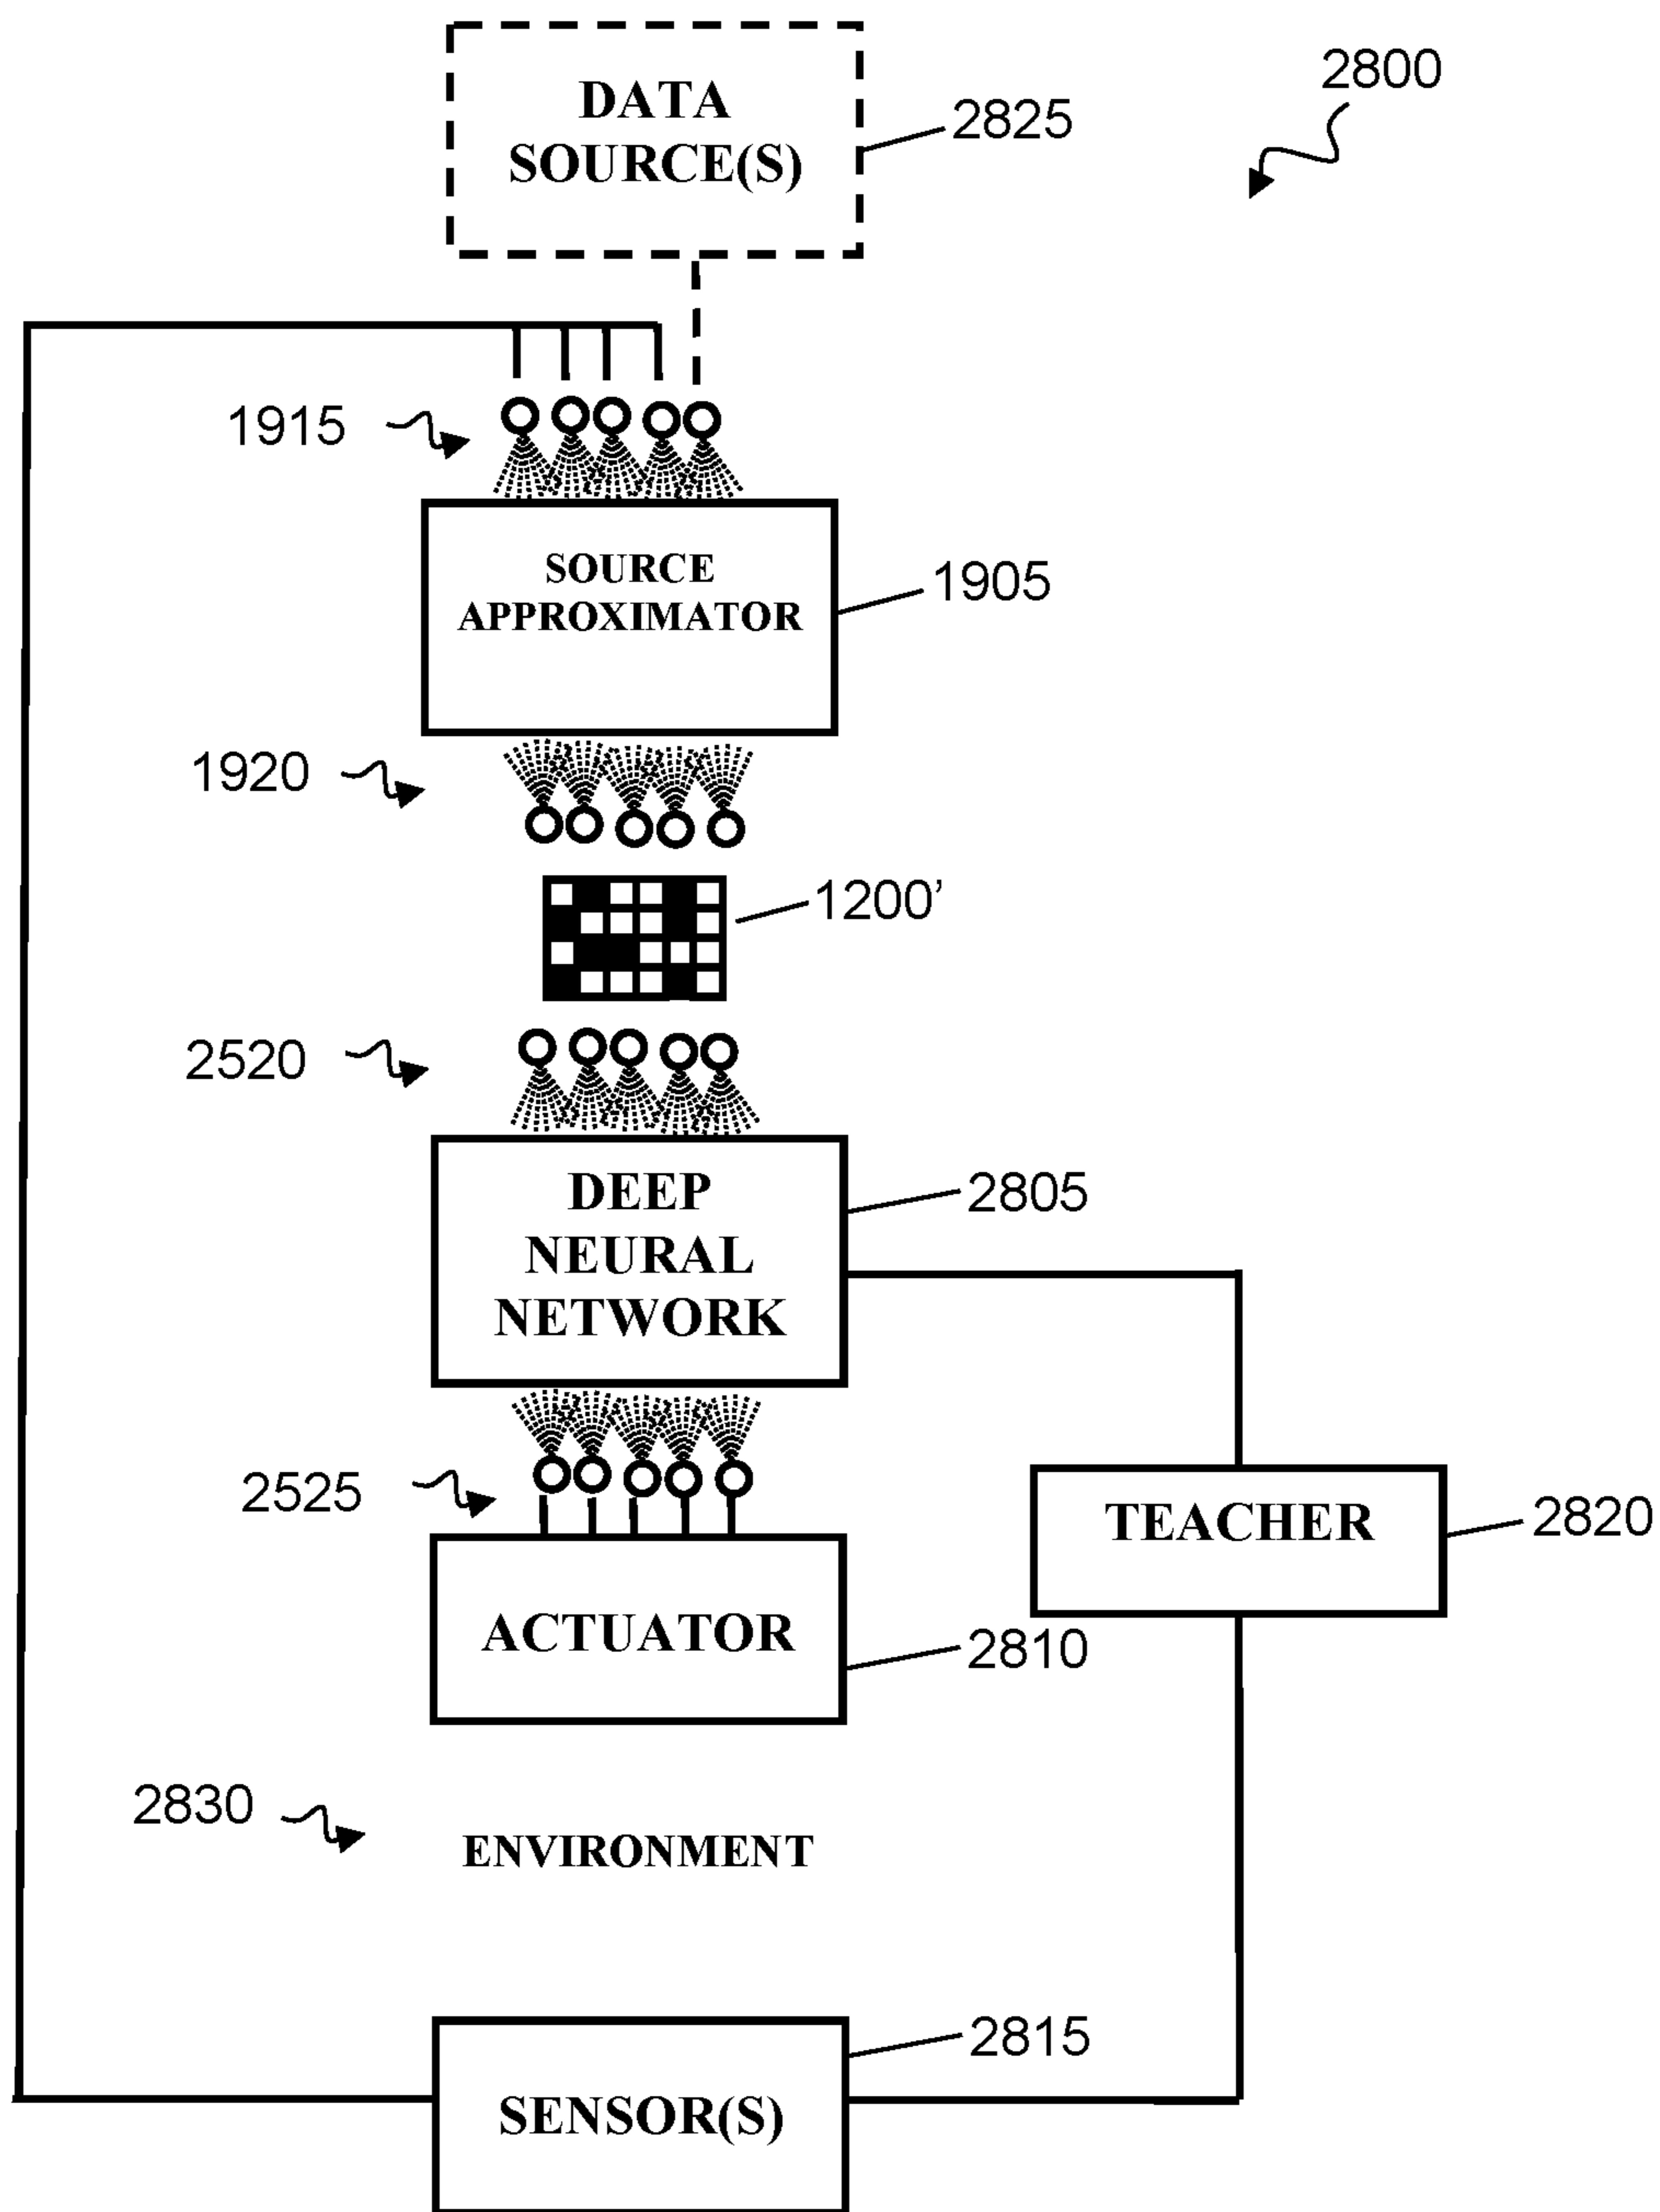 2800
DATA
SOURCE(S)
2825
1915
SOURCE
APPROXIMATOR
1905
1920
1200’
2520
DEEP
NEURAL
NETWORK
2805
2525
TEACHER
2820
ACTUATOR
2810
2830
ENVIRONMENT
2815
SENSOR(S)